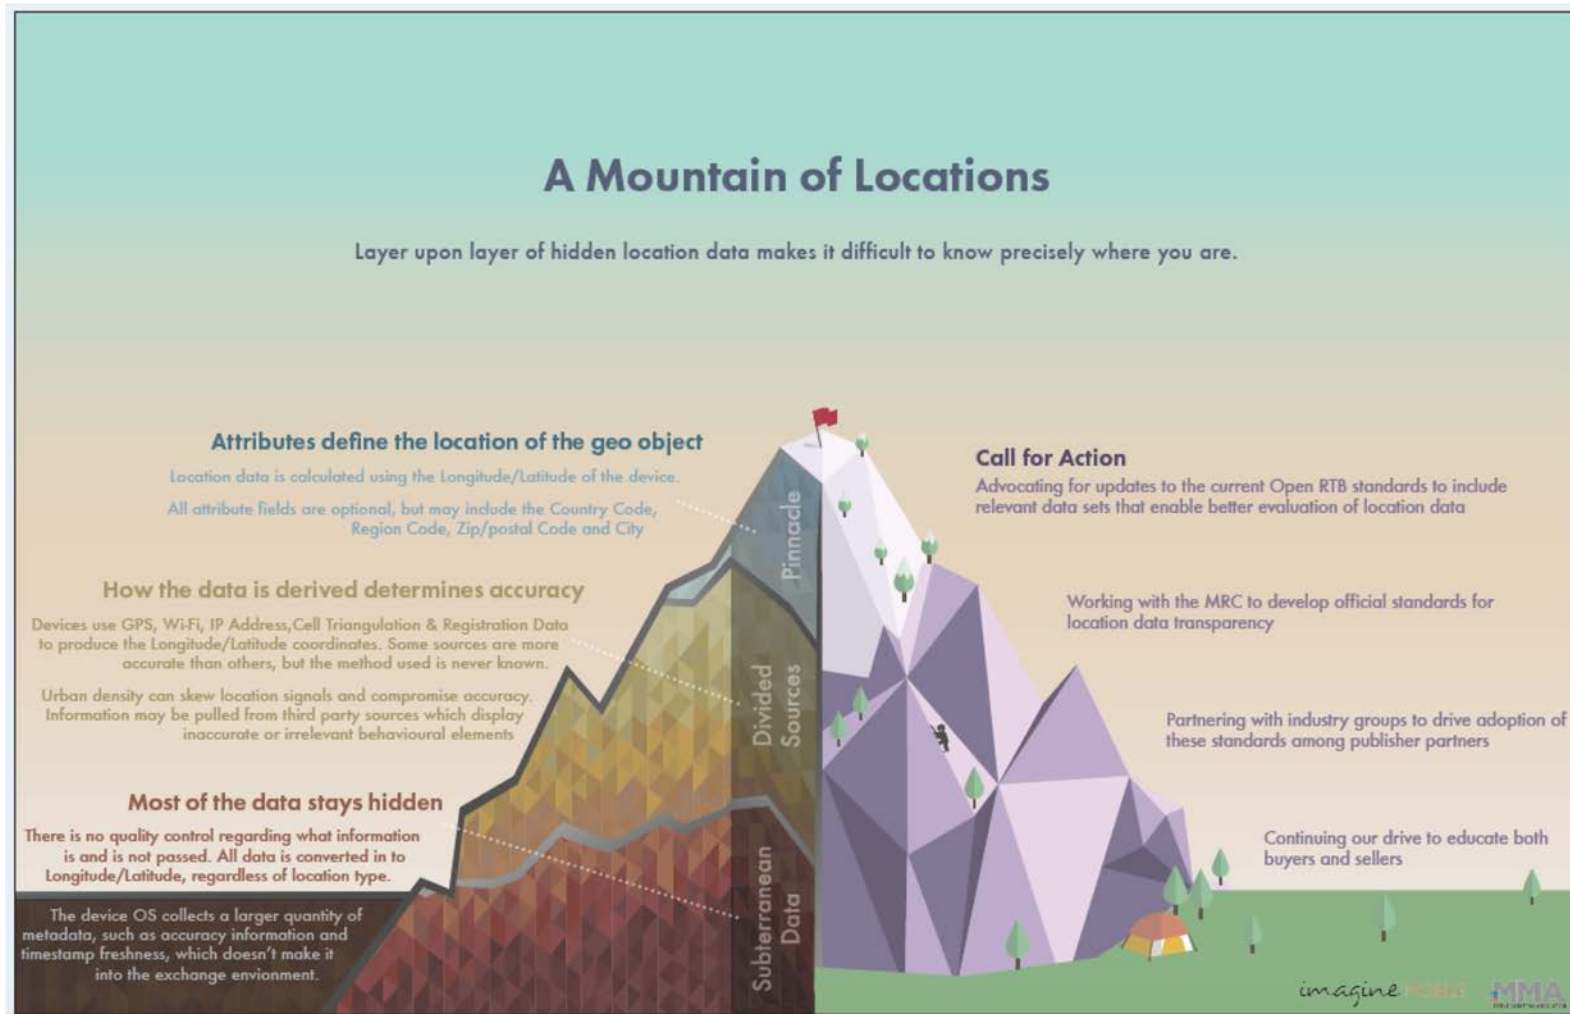 A Mountain of Locations
Layer upon layer of hidden location data makes it difficult to know precisely where you are.
Attributes define the location of the geo object
Location data is calculated using the Longitude/Latitude of the device.
All attribute fields are optional, but may include the Country Code,
Region Code, Zip/postal Code and City
How the data is derived determines accuracy
Devices use GPS, Wi-Fi, IP Address,Cell Triangulation & Registration Data
to produce the Longitude/Latitude coordinates. Some sources are more
accurate than others, but the method used is never known.
Urban density can skew location signals and compromise accuracy.
Information may be pulled from third party sources which display
inaccurate or irrelevant behavioural elements
Most of the data stays hidden
There is no quality control regarding what information
is and is not passed. All data is converted in to
Longitude/Latitude, regardless of location type.
The device OS collects a larger quantity of
metadata, such as accuracy information and
timestamp freshness, which doesn't make it
into the exchange envionment.
Pinnacle
Divided
Sources
Subterranean
Data
Call for Action
Advocating for updates to the current Open RTB standards to include
relevant data sets that enable better evaluation of location data
Working with the MRC to develop official standards for
location data transparency
Partnering with industry groups to drive adoption of
these standards among publisher partners
Continuing our drive to educate both
buyers and sellers
imagine
MMA